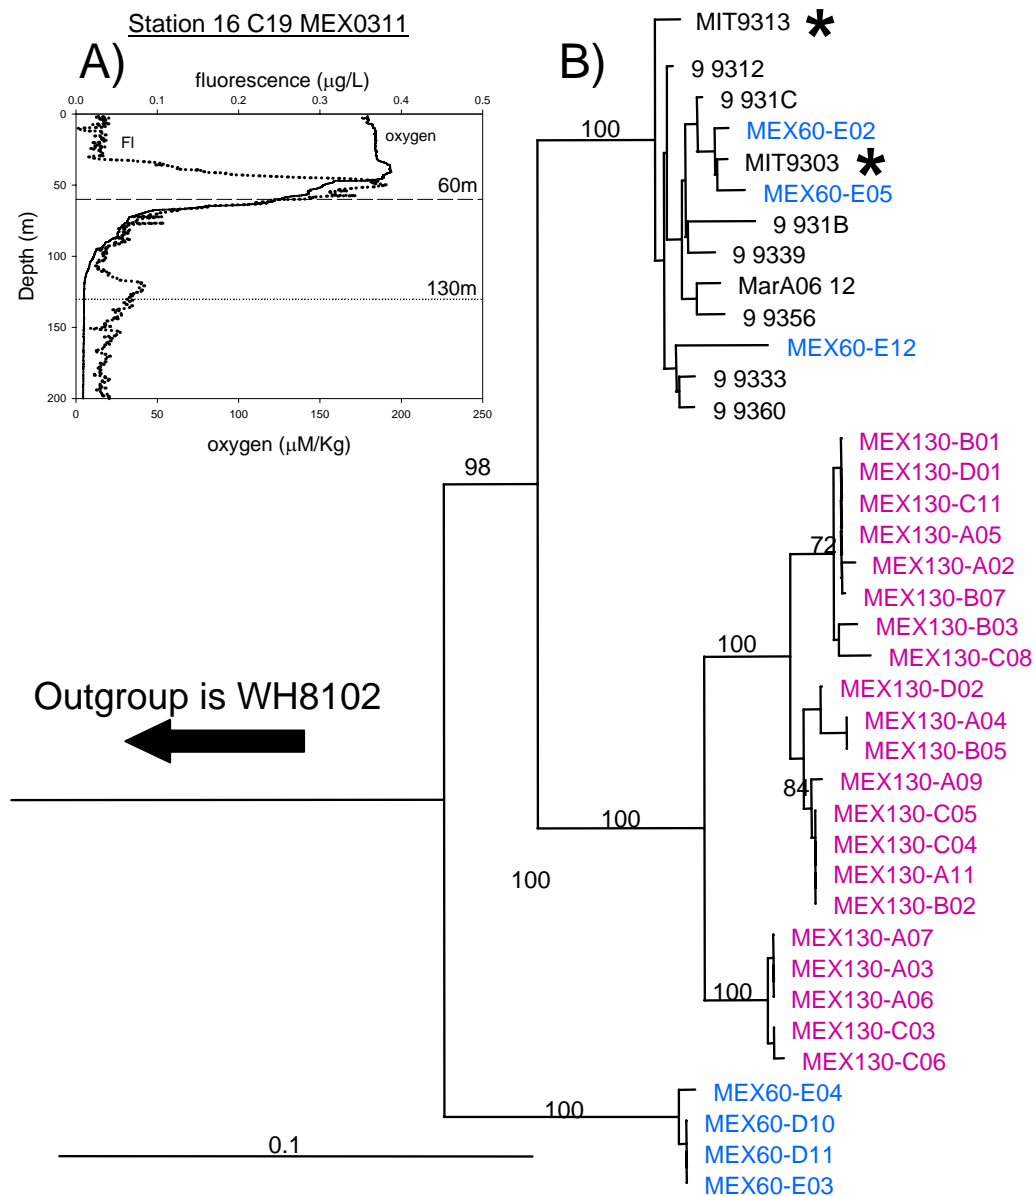 Station 16 C19 MEX0311
A)
fluorescence (μg/L)
0.0 0.1 0.2 0.3 0.4 0.5
Fl
oxygen
60m
130m
Depth (m)
0
50
100
150
200
0 50 100 150 200 250
oxygen (μM/Kg)
B)
MIT9313 *
9 9312
9 931C
MEX60-E02
MIT9303 *
MEX60-E05
9 931B
9 9339
MarA06 12
9 9356
MEX60-E12
9 9333
9 9360
MEX130-B01
MEX130-D01
MEX130-C11
MEX130-A05
MEX130-A02
MEX130-B07
MEX130-B03
MEX130-C08
MEX130-D02
MEX130-A04
MEX130-B05
MEX130-A09
MEX130-C05
MEX130-C04
MEX130-A11
MEX130-B02
MEX130-A07
MEX130-A03
MEX130-A06
MEX130-C03
MEX130-C06
MEX60-E04
MEX60-D10
MEX60-D11
MEX60-E03
100
98
72
100
84
100
100
100
100
Outgroup is WH8102
0.1